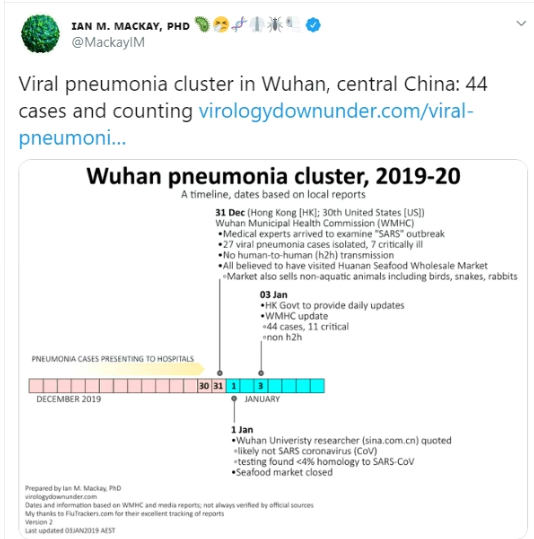 IAN M. MACKAY, PHD
@MackayIM
Viral pneumonia cluster in Wuhan, central China: 44
cases and counting virologydownunder.com/viral-
pneumoni...
Wuhan pneumonia cluster, 2019-20
A timeline, dates based on local reports
31 Dec (Hong Kong [HK]; 30th United States [US])
Wuhan Municipal Health Commission (WMHC)
•Medical experts arrived to examine "SARS" outbreak
•27 viral pneumonia cases isolated, 7 critically ill
•No human-to-human (h2h) transmission
•All believed to have visited Huanan Seafood Wholesale Market
◦Market also sells non-aquatic animals including birds, snakes, rabbits
03 Jan
•HK Govt to provide daily updates
•WMHC update
◦44 cases, 11 critical
◦non h2h
PNEUMONIA CASES PRESENTING TO HOSPITALS
30 31 1 3
DECEMBER 2019 JANUARY
1 Jan
•Wuhan Univeristy researcher (sina.com.cn) quoted
◦likely not SARS coronavirus (CoV)
◦testing found <4% homology to SARS-CoV
•Seafood market closed
Prepared by Ian M. Mackay, PhD
virologydownunder.com
Dates and information based on WMHC and media reports; not always verified by official sources
My thanks to FluTrackers.com for their excellent tracking of reports
Version 2
Last updated 03JAN2019 AEST